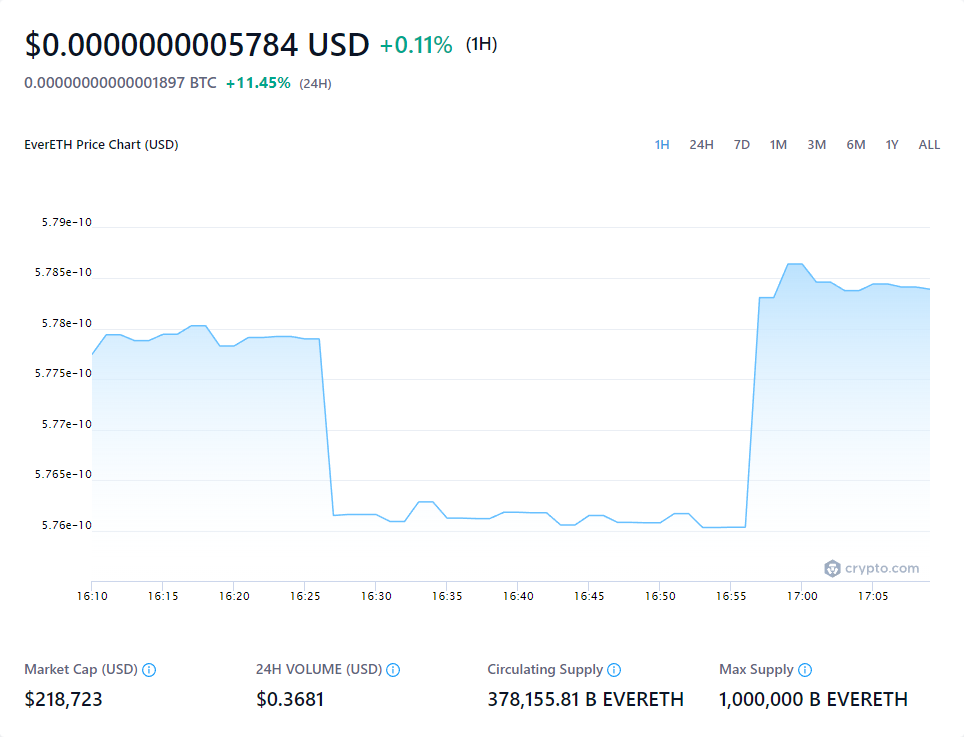 $0.0000000005784 USD +0.11% (1H)
0.00000000000001897 BTC +11.45% (24H)
EverETH Price Chart (USD) 1H 24H 7D 1M 3M 6M 1Y ALL
5.79e-10
5.785e-10
5.78e-10
5.775e-10
5.77e-10
5.765e-10
5.76e-10
crypto.com
16:10 16:15 16:20 16:25 16:30 16:35 16:40 16:45 16:50 16:55 17:00 17:05
Market Cap (USD) 24H VOLUME (USD) Circulating Supply Max Supply
$218,723 $0.3681 378,155.81 B EVERETH 1,000,000 B EVERETH